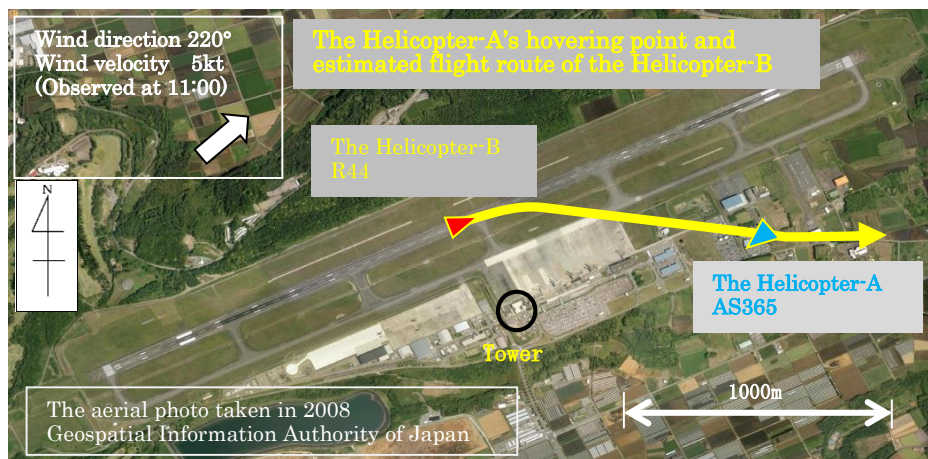 Wind direction 220°
Wind velocity 5kt
(Observed at 11:00)
The Helicopter-A's hovering point and
estimated flight route of the Helicopter-B
The Helicopter-B
R44
N
The Helicopter-A
AS365
Tower
1000m
The aerial photo taken in 2008
Geospatial Information Authority of Japan